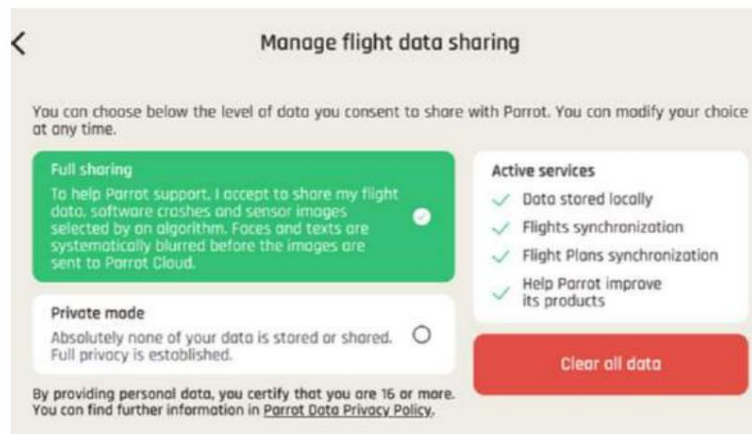 Manage flight data sharing
You can choose below the level of data you consent to share with Parrot. You can modify your choice
at any time.
Full sharing
To help Parrot support, I accept to share my flight
data, software crashes and sensor images
selected by an algorithm. Faces and texts are
systematically blurred before the images are
sent to Parrot Cloud.
Private mode
Absolutely none of your data is stored or shared.
Full privacy is established.
By providing personal data, you certify that you are 16 or more.
You can find further information in Parrot Data Privacy Policy.
Active services
Data stored locally
Flights synchronization
Flight Plans synchronization
Help Parrot improve
its products
Clear all data